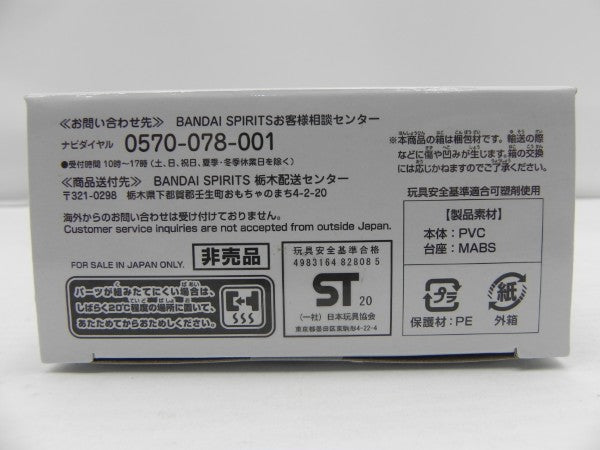 ≪お問い合わせ先≫ BANDAI SPIRITSお客様相談センター
ナビダイヤル 0570-078-001
●受付時間 10時〜17時(土、日、祝日、夏季・冬季休業日を除く)
≪商品送付先≫ BANDAI SPIRITS 栃木配送センター
〒321-0298 栃木県下都賀郡壬生町おもちゃのまち4-2-20
海外からのお問い合わせは受け付けておりません。
Customer service inquiries are not accepted from outside Japan.
FOR SALE IN JAPAN ONLY.
非売品
パーツが組みたてにくい場合は、
しばらく20℃程度の場所に置いて、
あたためてからおためしください。
玩具安全基準合格
4983164 82808 5
ST 20
(一社)日本玩具協会
東京都墨田区東駒形4-22-4
※本商品の箱は梱包材です。輸送の際
などに傷や凹みが生じます。箱の交換
には応じかねますのでご了承ください。
玩具安全基準適合可塑剤使用
【製品素材】
本体:PVC
台座:MABS
プラ
保護材:PE
紙
外箱